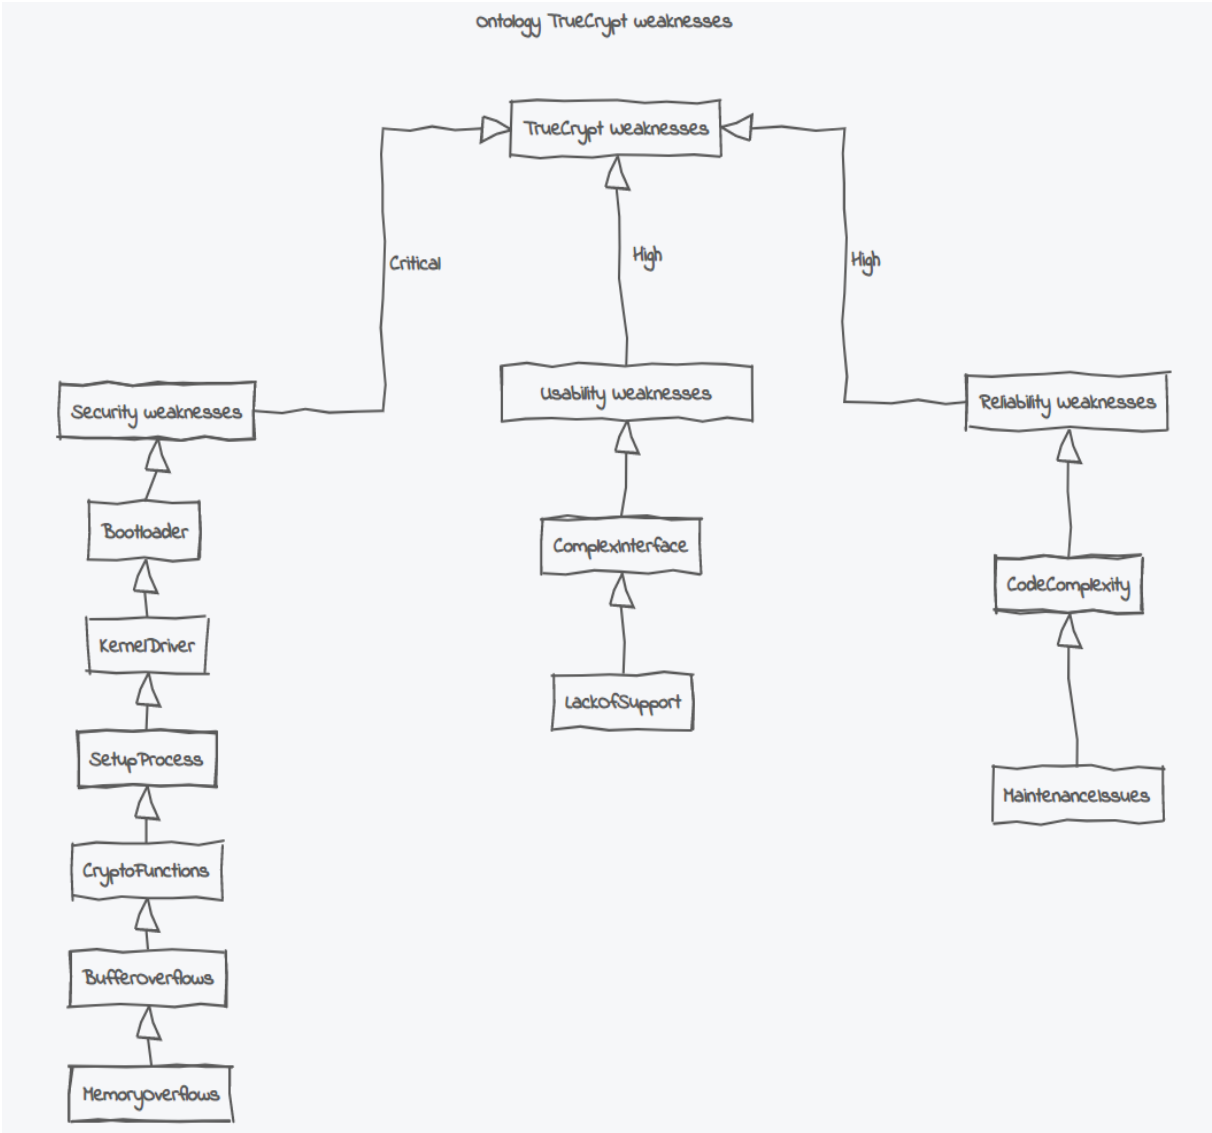 Ontology TrueCrypt weaknesses
TrueCrypt Weaknesses
Critical
High
High
Security weaknesses
Usability Weaknesses
Reliability Weaknesses
Bootloader
ComplexInterface
CodeComplexity
KernelDriver
LackOfSupport
SetupProcess
MaintenanceIssues
CryptoFunctions
BufferOverflows
MemoryOverflows